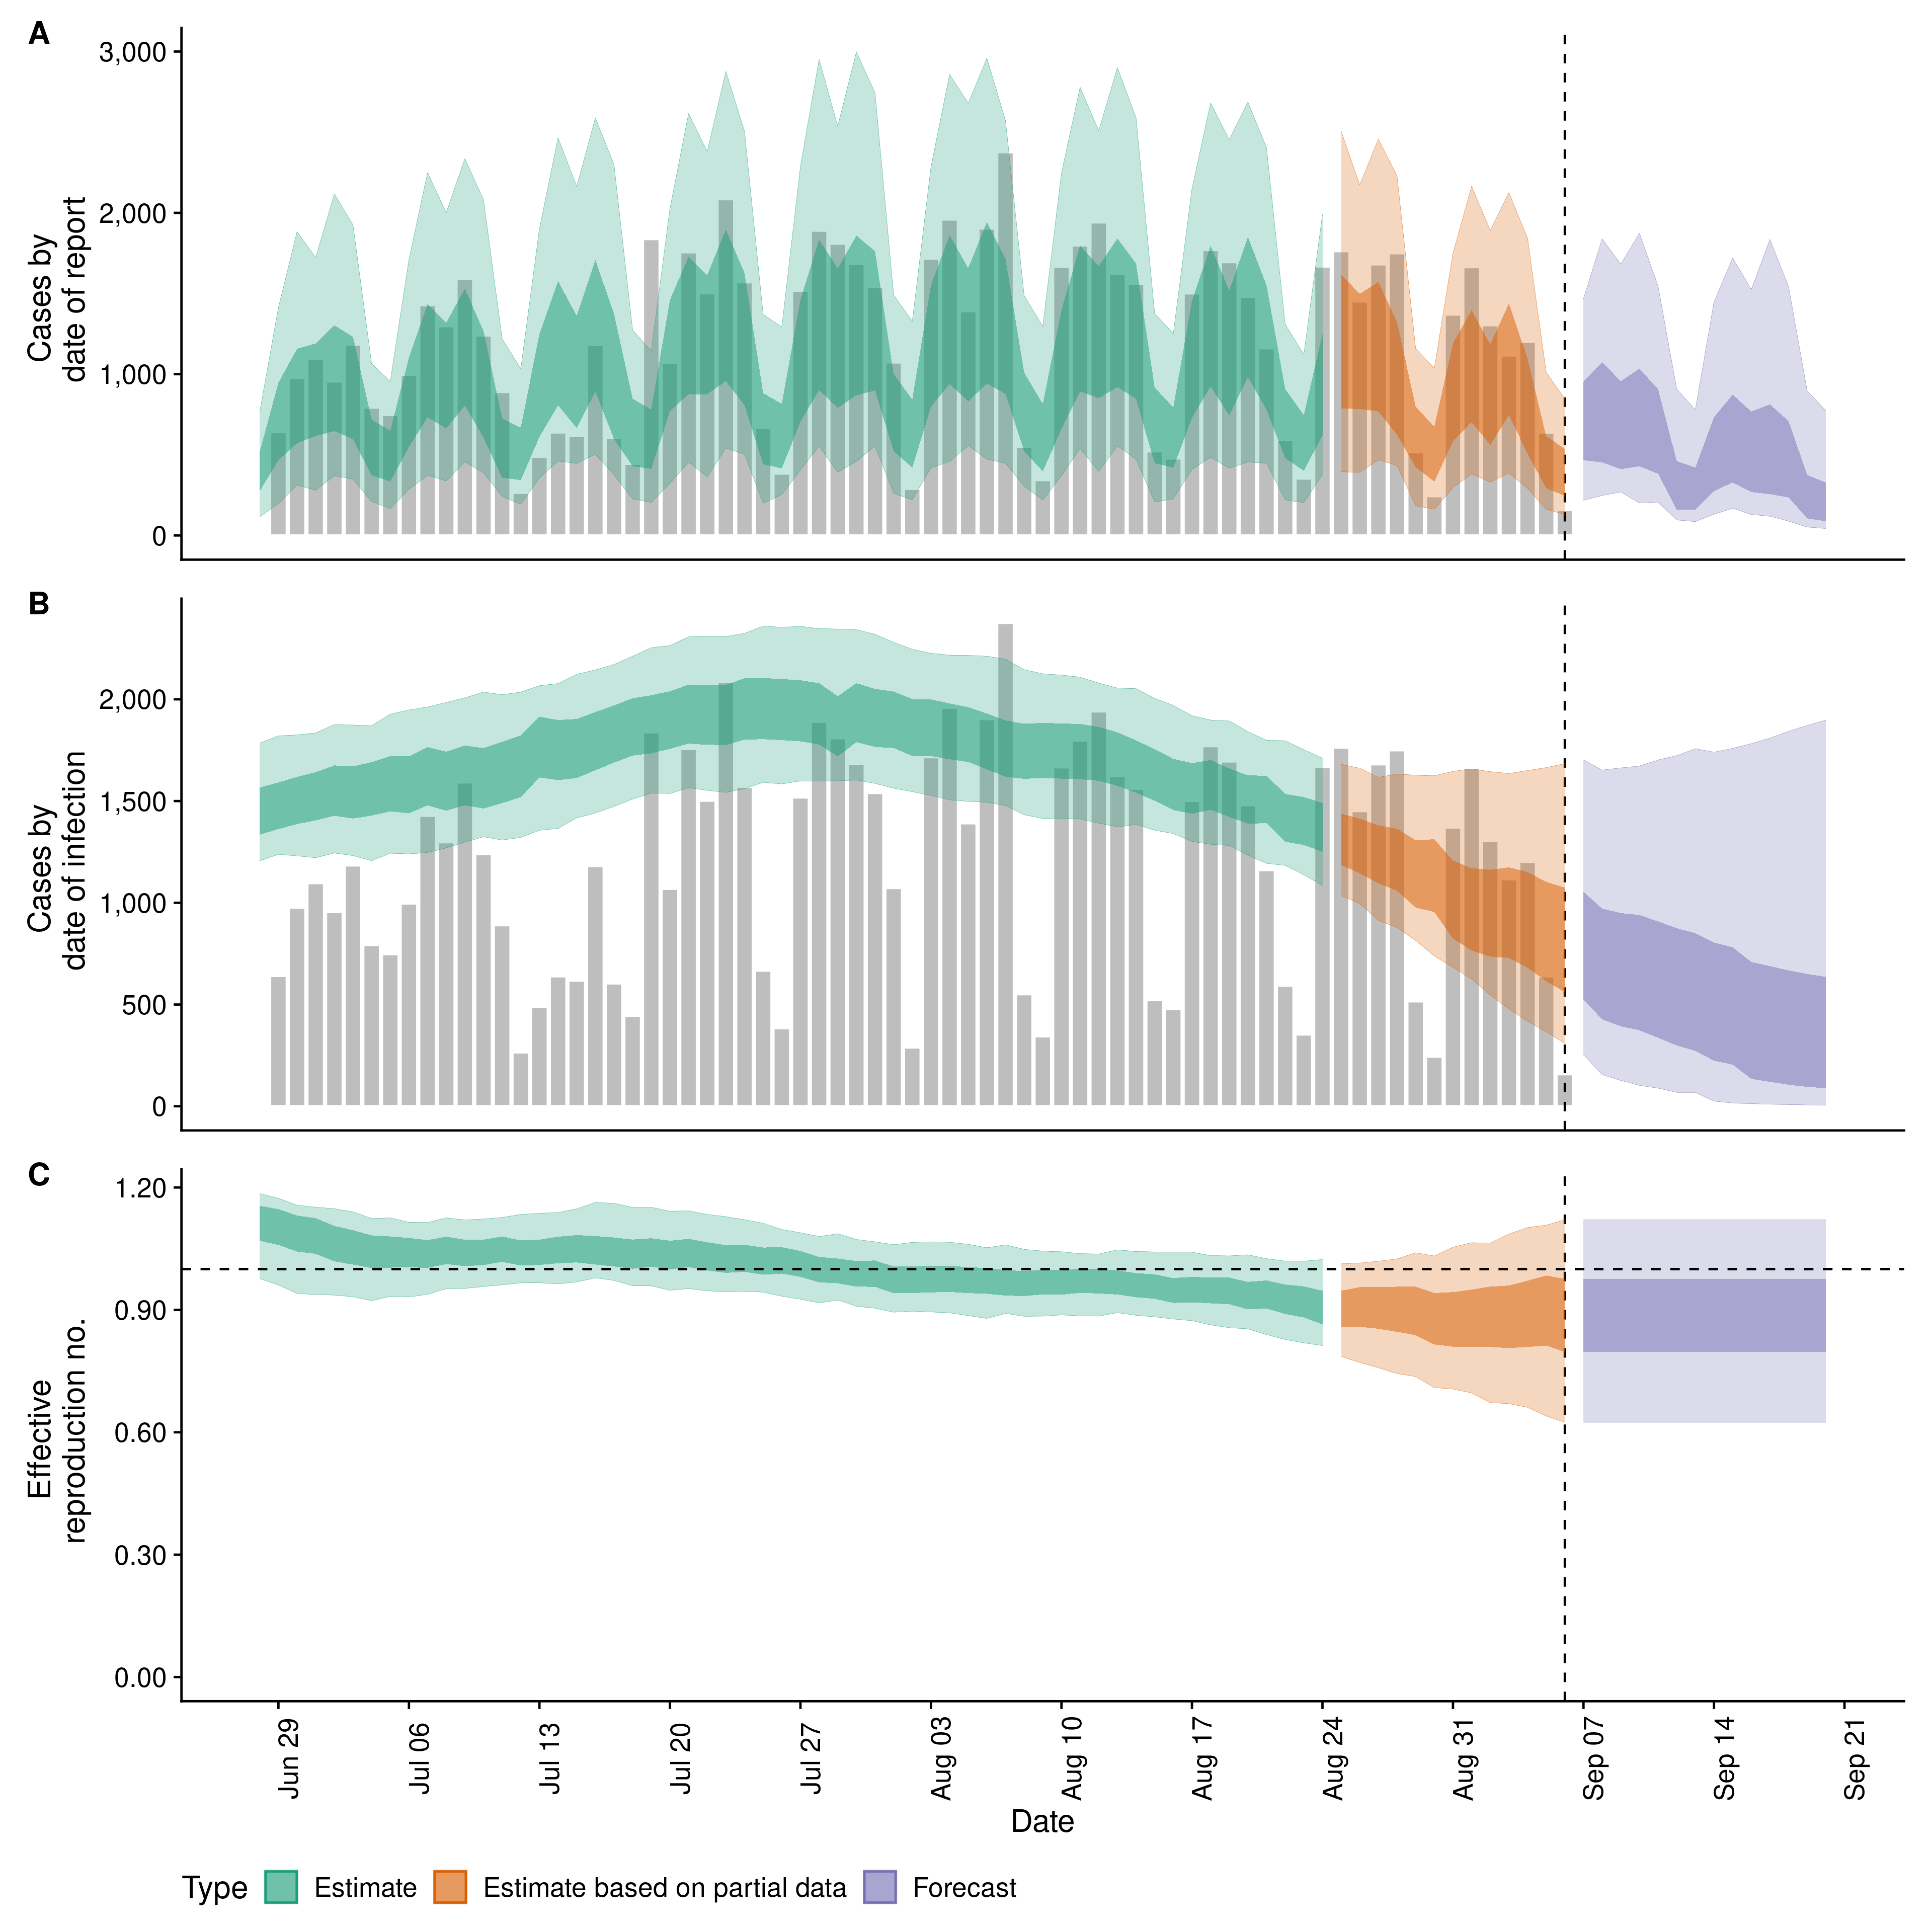 A
3,000
2,000
1,000
0
Cases by
date of report
B
2,000
1,500
1,000
500
0
Cases by
date of infection
C
1.20
0.90
0.60
0.30
0.00
Effective
reproduction no.
Jun 29
Jul 06
Jul 13
Jul 20
Jul 27
Aug 03
Aug 10
Aug 17
Aug 24
Aug 31
Sep 07
Sep 14
Sep 21
Date
Type Estimate Estimate based on partial data Forecast